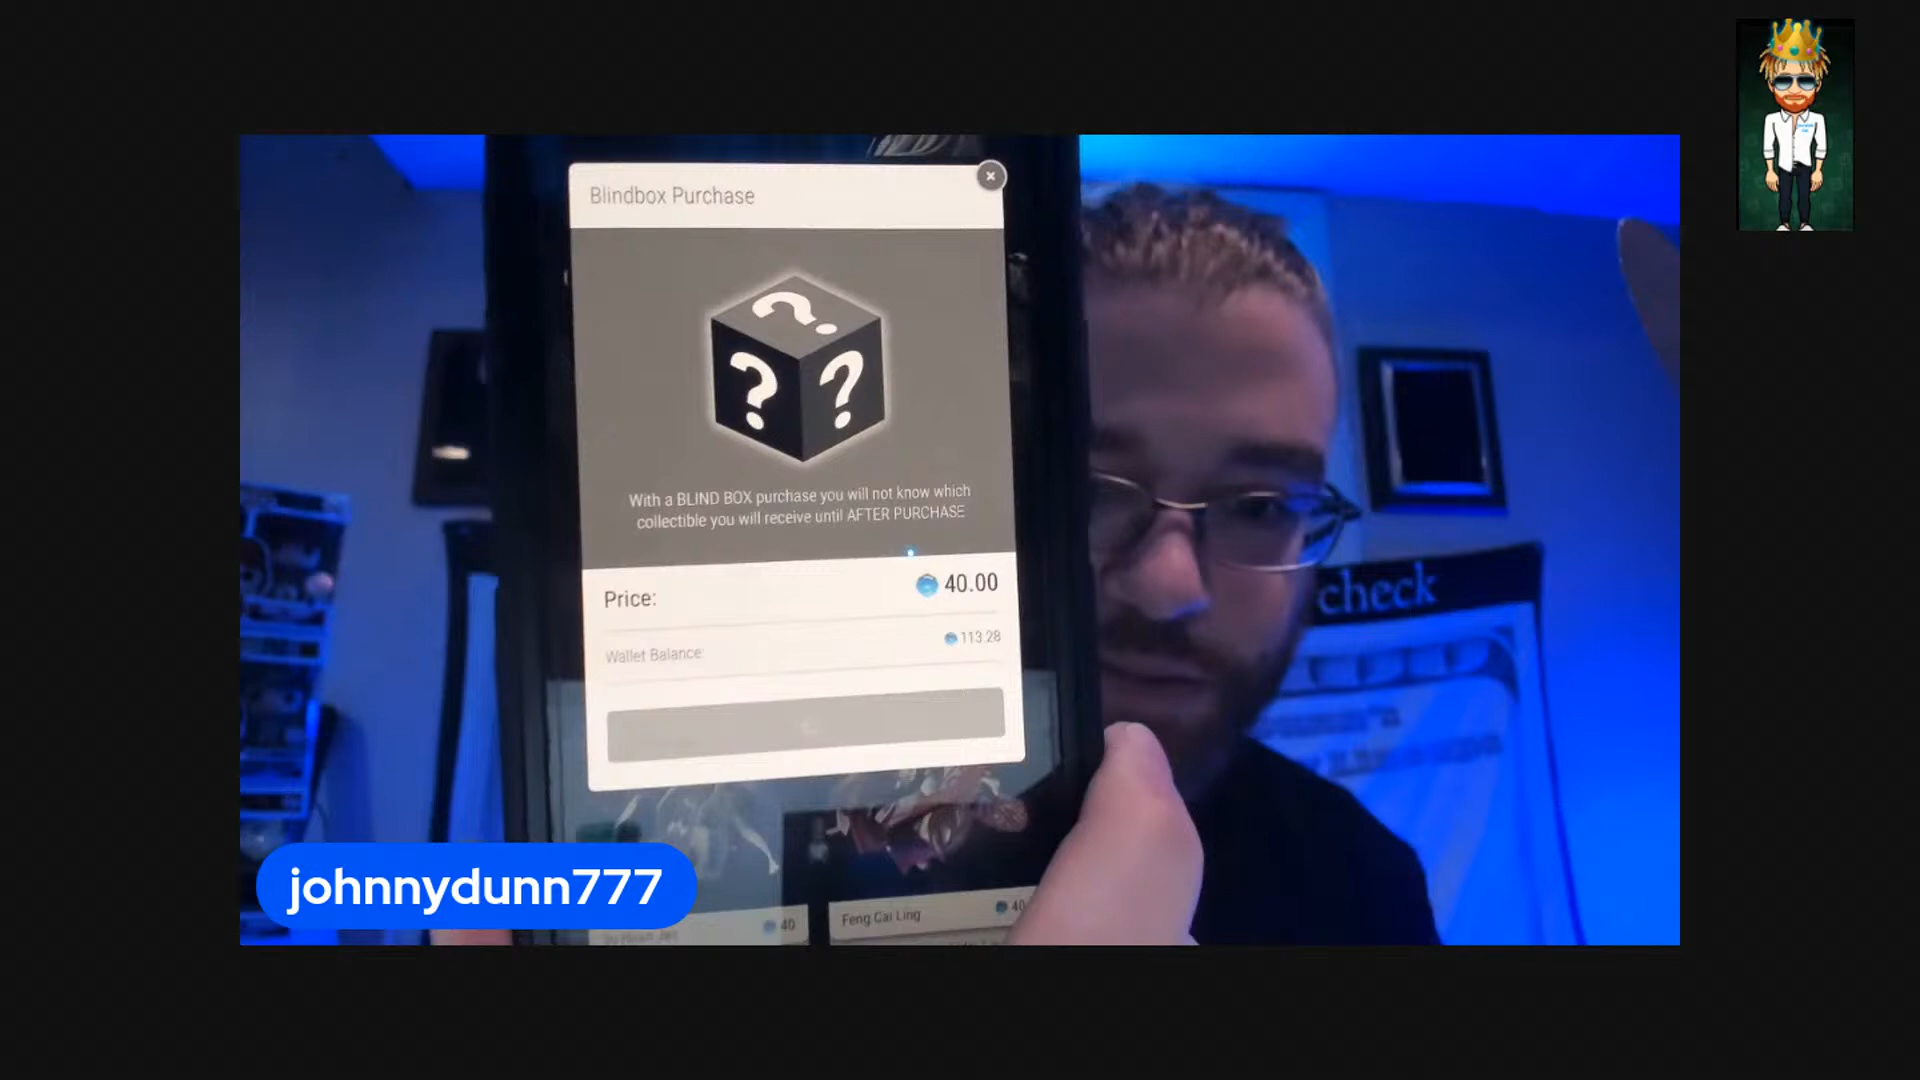 Blindbox Purchase
? ? ?
With a BLIND BOX purchase you will not know which
collectible you will receive until AFTER PURCHASE
Price: 40.00
Wallet Balance: 113.28
check
johnnydunn777
40
Feng Cai Ling 40